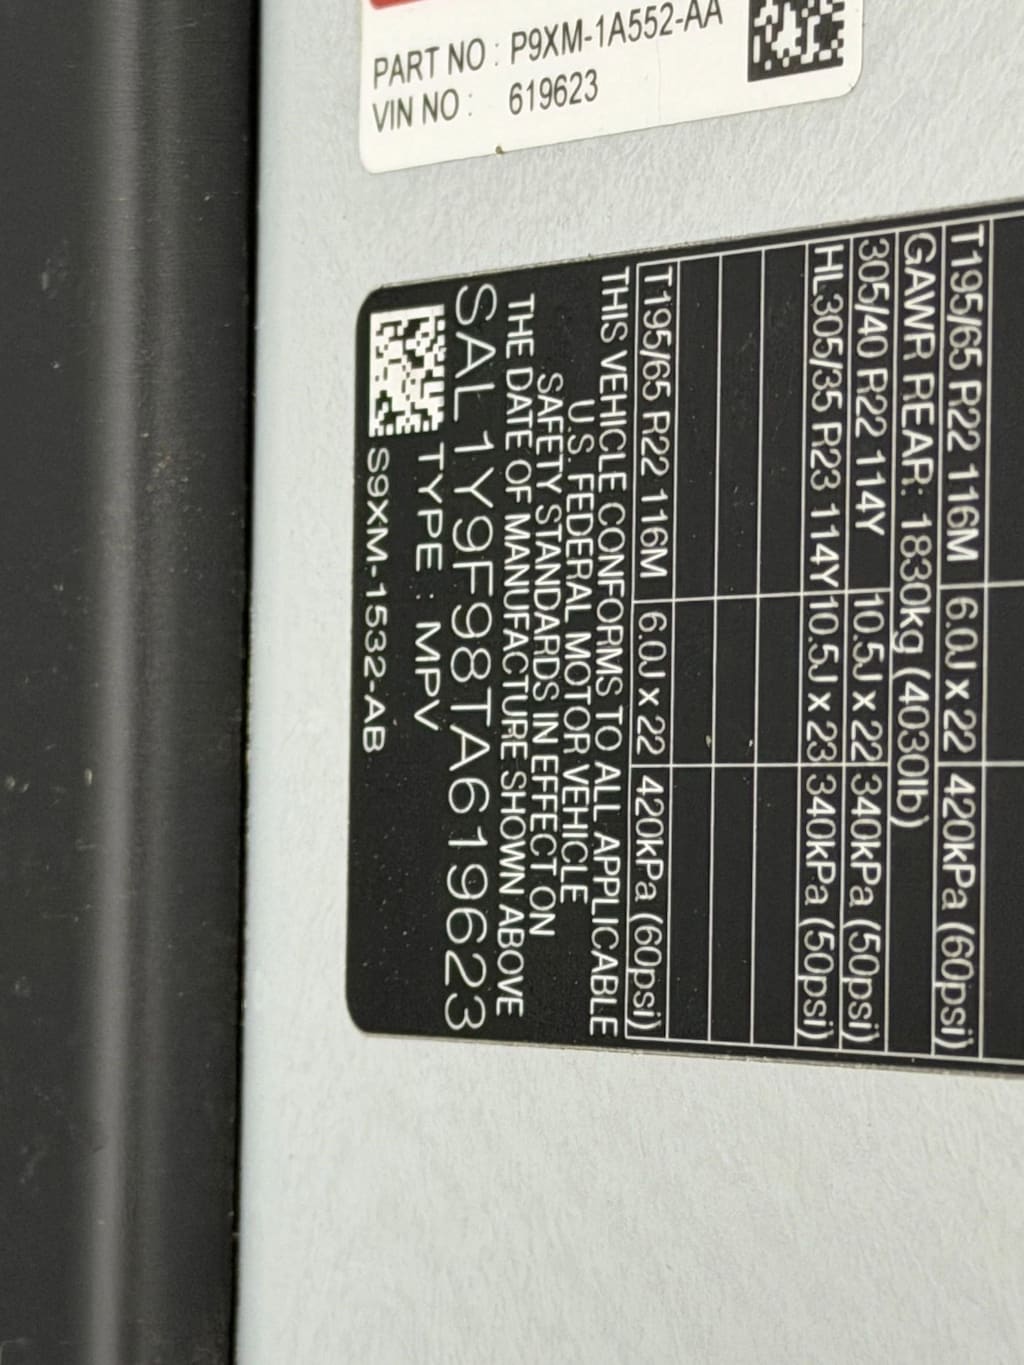 PART NO : P9XM-1A552-AA
VIN NO : 619623
T195/65 R22 116M 6.0J x 22 420kPa (60psi)
GAWR REAR: 1830kg (4030lb)
305/40 R22 114Y 10.5J x 22 340kPa (50psi)
HL305/35 R23 114Y 10.5J x 23 340kPa (50psi)
T195/65 R22 116M 6.0J x 22 420kPa (60psi)
THIS VEHICLE CONFORMS TO ALL APPLICABLE
U.S. FEDERAL MOTOR VEHICLE
SAFETY STANDARDS IN EFFECT ON
THE DATE OF MANUFACTURE SHOWN ABOVE
SAL1Y9F98TA619623
TYPE : MPV
S9XM-1532-AB